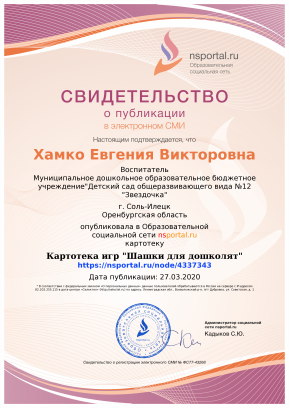 nsportal.ru
Образовательная
социальная сеть
СВИДЕТЕЛЬСТВО
о публикации
в электронном СМИ
Настоящим подтверждается, что
Хамко Евгения Викторовна
Воспитатель
Муниципальное дошкольное образовательное бюджетное
учреждение"Детский сад общеразвивающего вида №12
"Звездочка"
г. Соль-Илецк
Оренбургская область
опубликовала в Образовательной
социальной сети nsportal.ru
картотеку
Картотека игр "Шашки для дошколят"
https://nsportal.ru/node/4337343
Дата публикации: 27.03.2020
Администратор социальной
сети nsportal.ru
Кадыков С.Ю.
Свидетельство о регистрации электронного СМИ № ФС77-43268